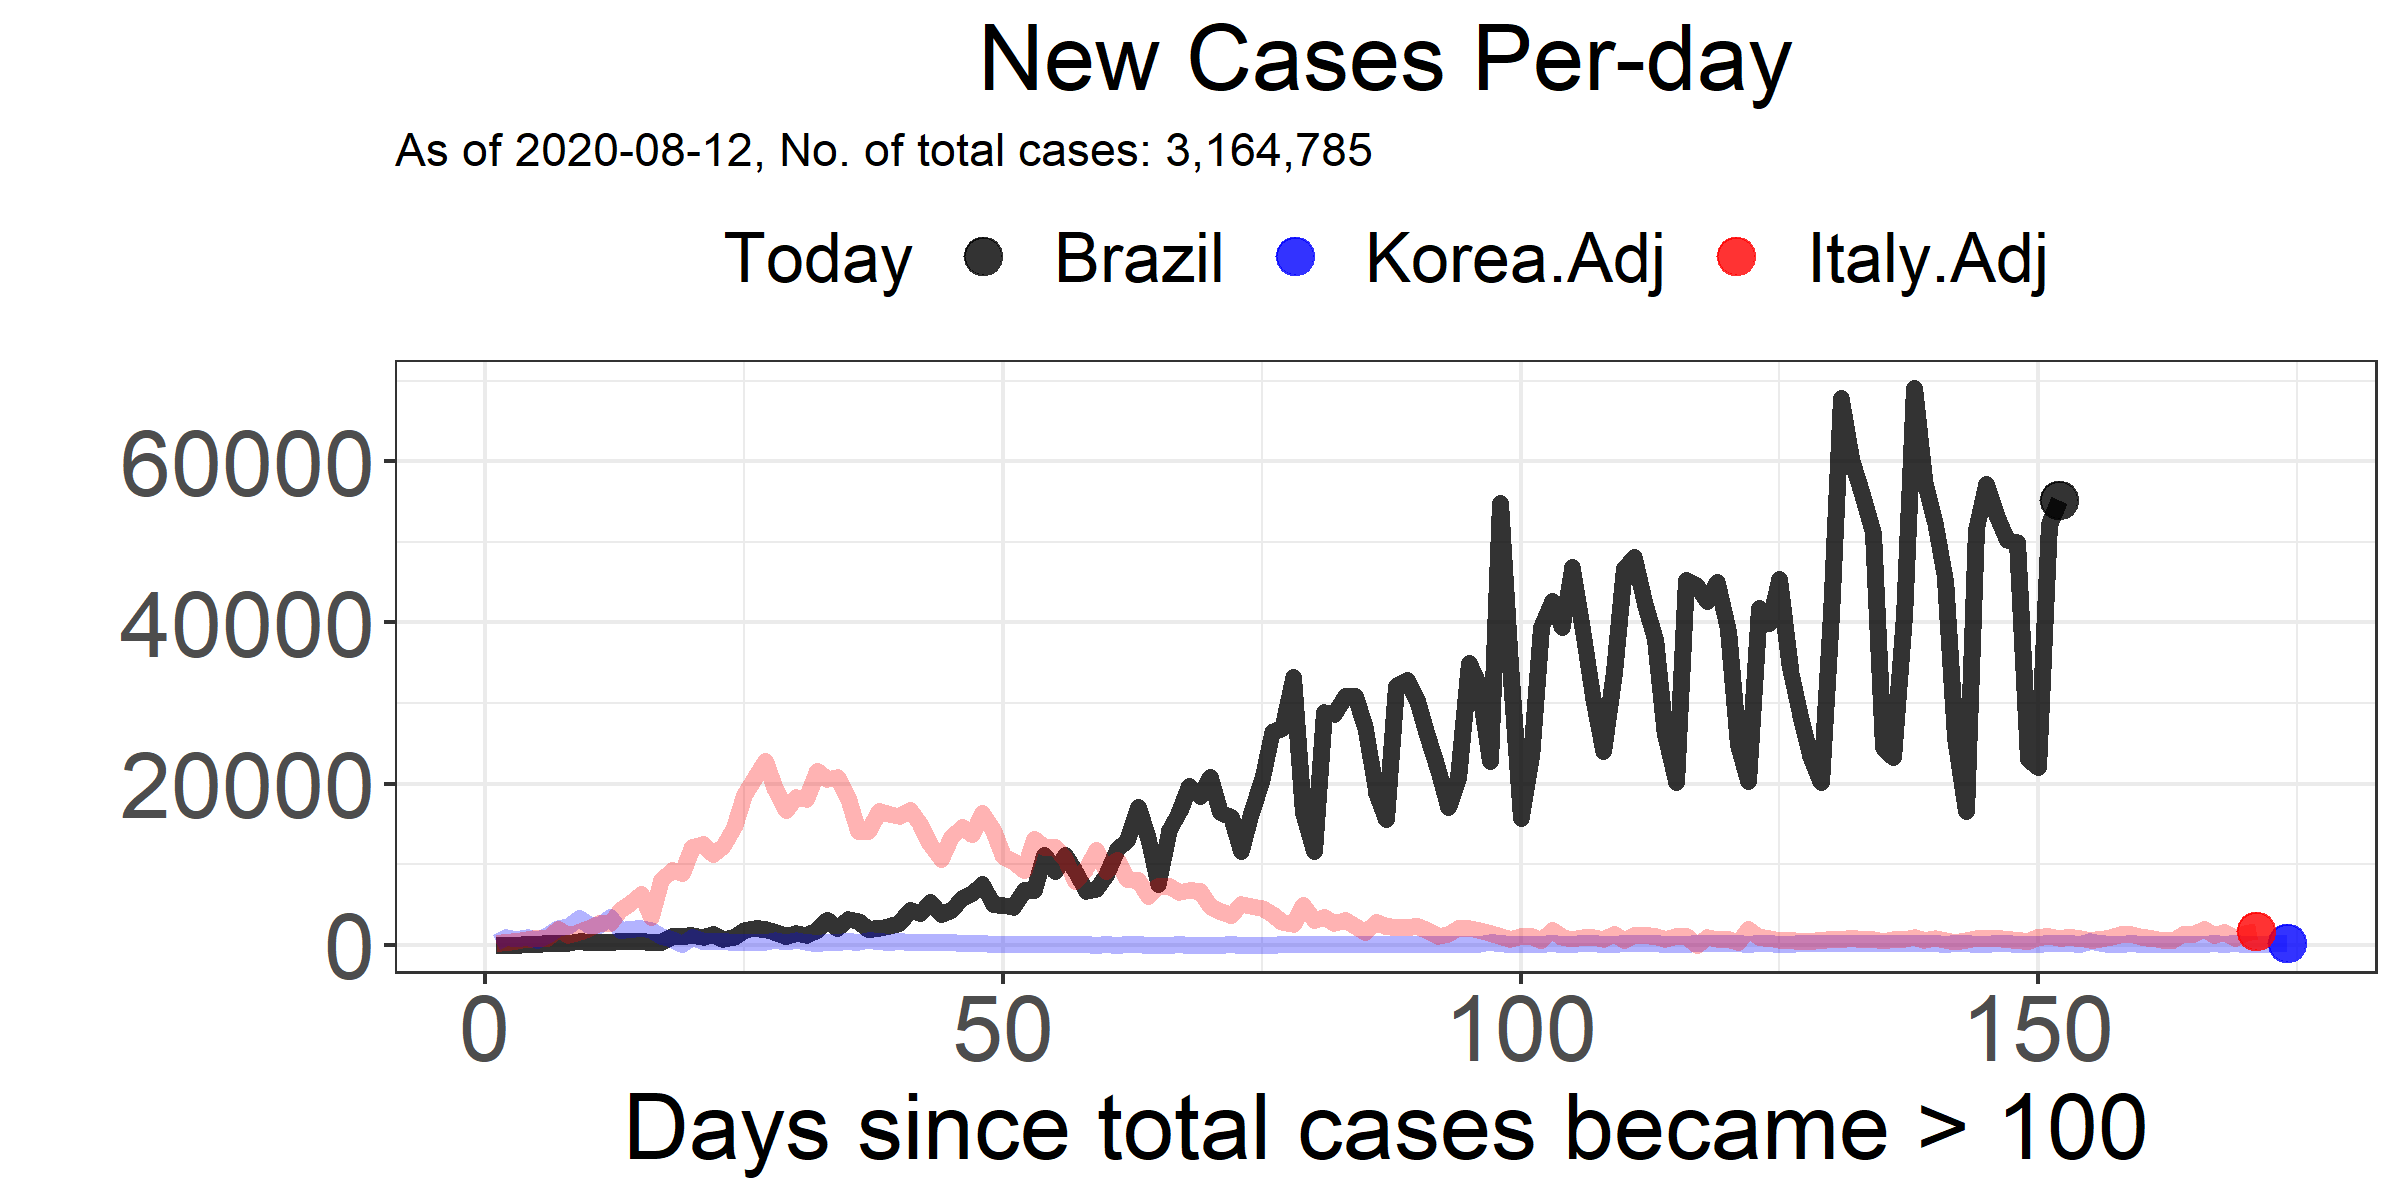 New Cases Per-day
As of 2020-08-12, No. of total cases: 3,164,785
Today Brazil Korea.Adj Italy.Adj
60000
40000
20000
0
0 50 100 150
Days since total cases became > 100